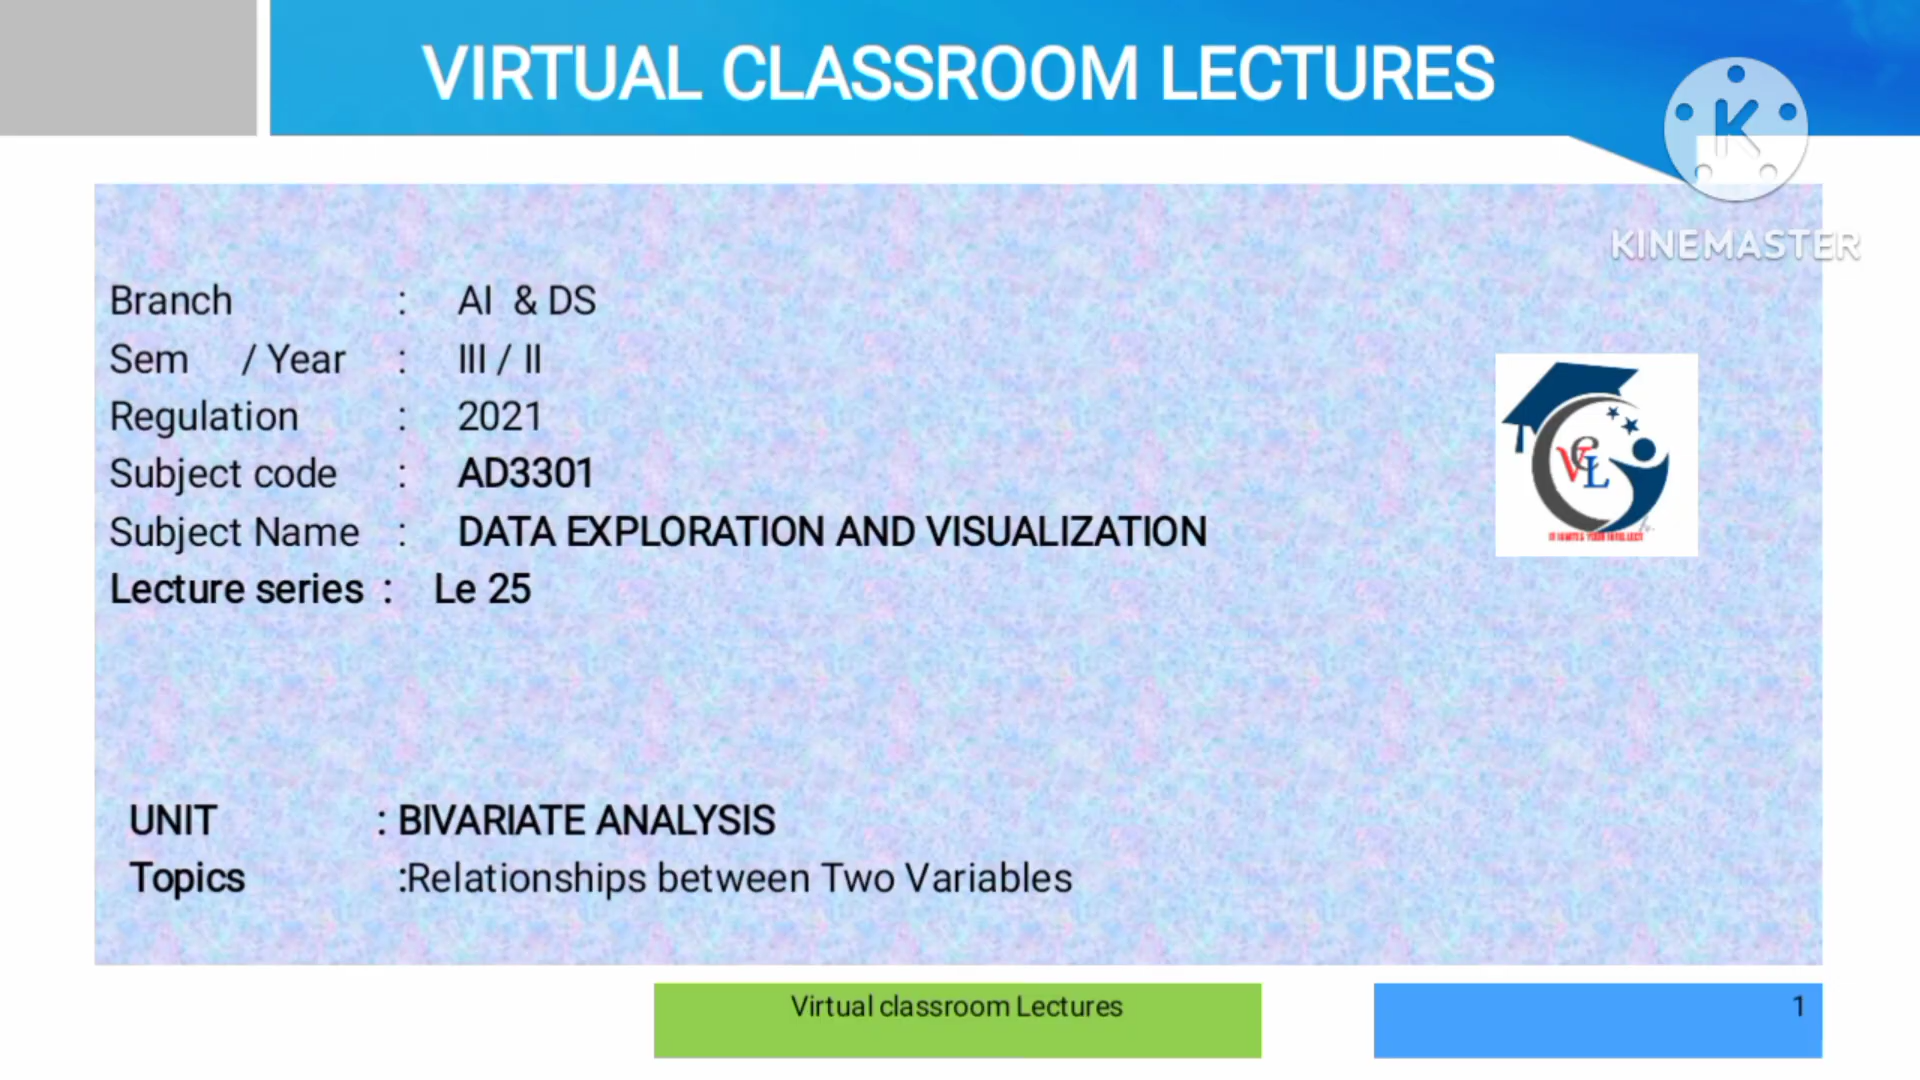 VIRTUAL CLASSROOM LECTURES
K
KINEMASTER
Branch : AI & DS
Sem / Year : III / II
Regulation : 2021
Subject code : AD3301
Subject Name : DATA EXPLORATION AND VISUALIZATION
Lecture series : Le 25
VeL
UNIT : BIVARIATE ANALYSIS
Topics :Relationships between Two Variables
Virtual classroom Lectures
1